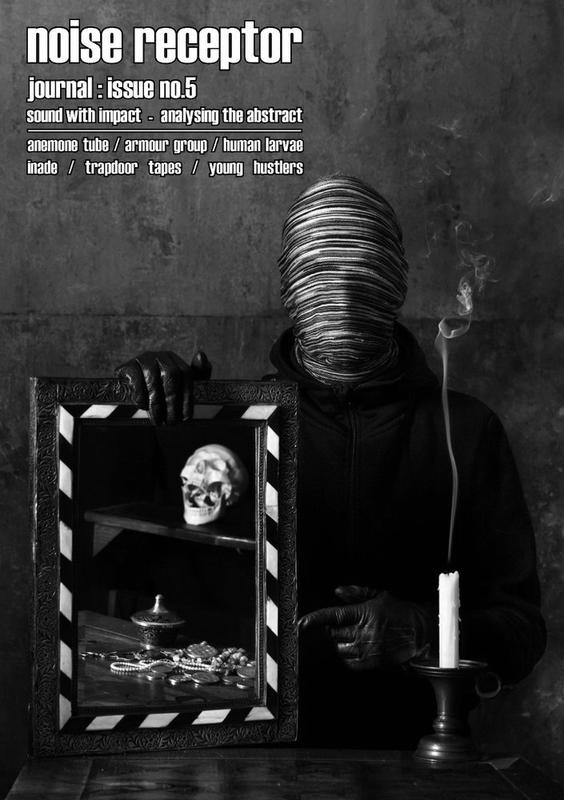 noise receptor
journal : issue no.5
sound with impact - analysing the abstract
anemone tube / armour group / human larvae
inade / trapdoor tapes / young hustlers